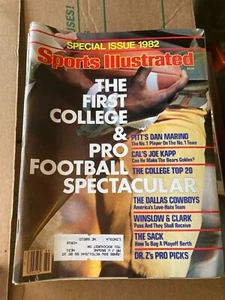 SPECIAL ISSUE 1982
Sports Illustrated
THE
FIRST
COLLEGE
&
PRO
FOOTBALL
SPECTACULAR
PITT'S DAN MARINO
The No. 1 Player On The No. 1 Team
CAL'S JOE KAPP
Can He Make The Bears Golden?
THE COLLEGE TOP 20
THE DALLAS COWBOYS
America's Love-Hate Team
WINSLOW & CLARK
Pass And They Shall Receive
THE SACK
How To Bag A Playoff Berth
DR. Z'S PRO PICKS